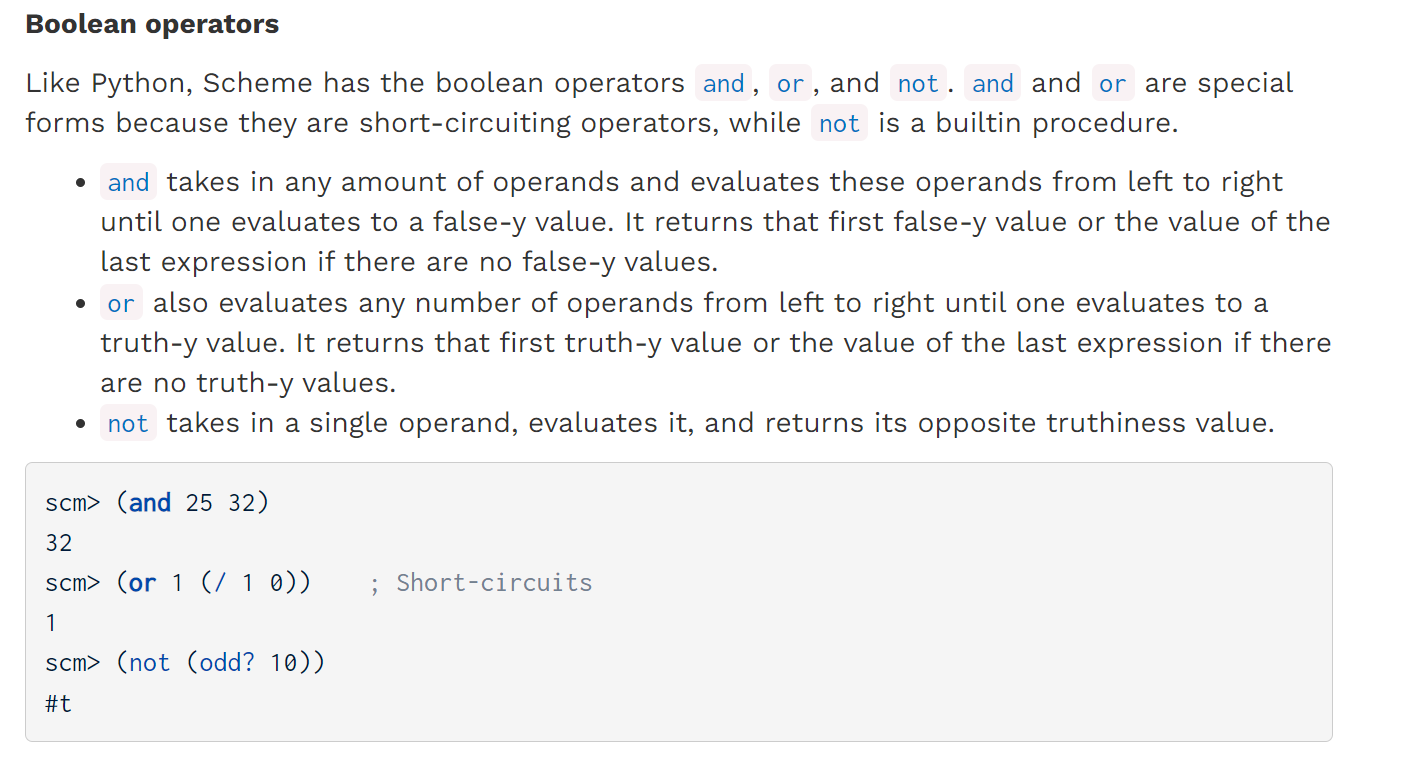 Boolean operators
Like Python, Scheme has the boolean operators and, or, and not. and and or are special
forms because they are short-circuiting operators, while not is a builtin procedure.
• and takes in any amount of operands and evaluates these operands from left to right
until one evaluates to a false-y value. It returns that first false-y value or the value of the
last expression if there are no false-y values.
• or also evaluates any number of operands from left to right until one evaluates to a
truth-y value. It returns that first truth-y value or the value of the last expression if there
are no truth-y values.
• not takes in a single operand, evaluates it, and returns its opposite truthiness value.
scm> (and 25 32)
32
scm> (or 1 (/ 1 0))    ; Short-circuits
1
scm> (not (odd? 10))
#t